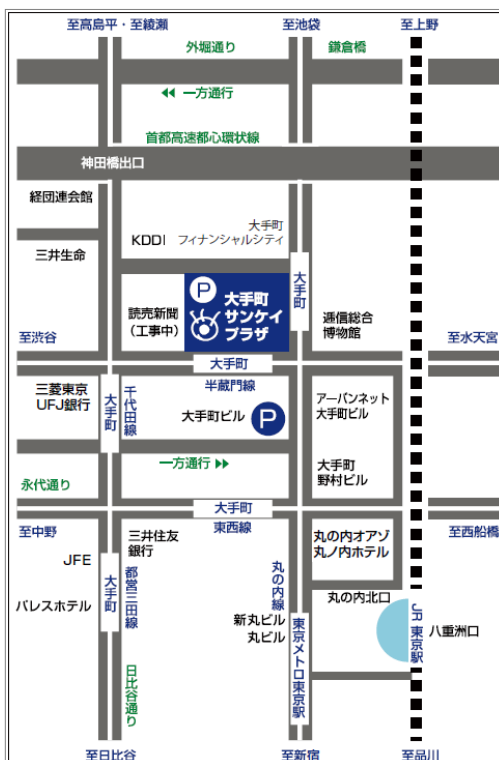 至高島平・至綾瀬
至池袋
至上野
外堀通り
鎌倉橋
一方通行
首都高速都心環状線
神田橋出口
経団連会館
大手町
フィナンシャルシティ
KDDI
三井生命
大手町
P
大手町
サンケイ
プラザ
読売新聞
(工事中)
逓信総合
博物館
至渋谷
至水天宮
大手町
半蔵門線
三菱東京
UFJ銀行
大手町
千代田線
大手町ビル
P
アーバンネット
大手町ビル
一方通行
大手町
野村ビル
永代通り
大手町
東西線
至中野
至西船橋
三井住友
銀行
丸の内オアゾ
丸ノ内ホテル
JFE
大手町
都営三田線
丸の内線
パレスホテル
丸の内北口
新丸ビル
丸ビル
東京メトロ東京駅
JR東京駅
八重洲口
日比谷通り
至日比谷
至新宿
至品川